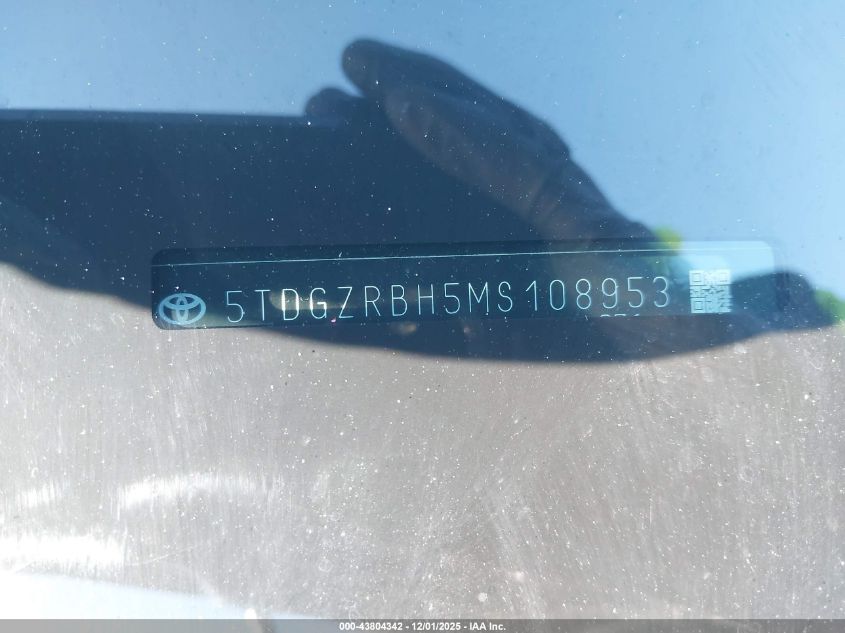 5TDGZRBH5MS108953
000-43804342 - 12/01/2025 - IAA Inc.